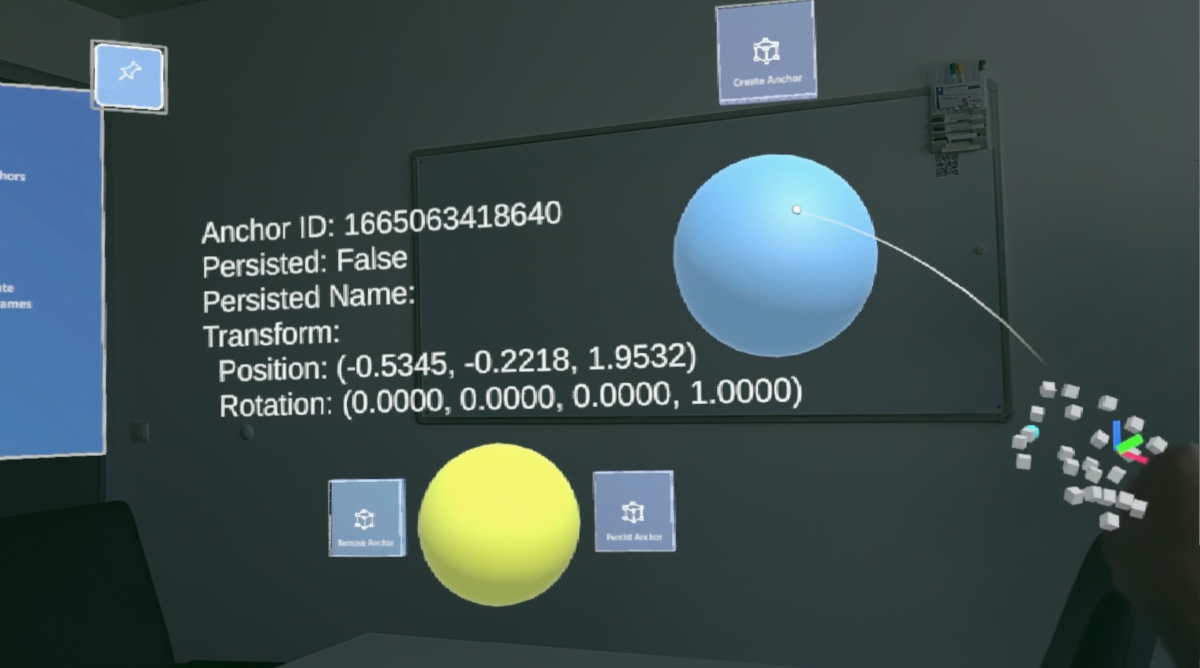 Create Anchor
hors
Anchor ID: 1665063418640
Persisted: False
Persisted Name:
Transform:
Position: (-0.5345, -0.2218, 1.9532)
Rotation: (0.0000, 0.0000, 0.0000, 1.0000)
te
ames
Remove Anchor
Persist Anchor